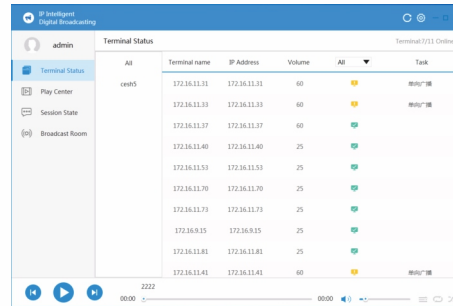 IP Intelligent
Digital Broadcasting
admin
Terminal Status
Play Center
Session State
Broadcast Room
Terminal Status
Terminal:7/11 Online
All
cesh5
Terminal name IP Address Volume All Task
172.16.11.31 172.16.11.31 60 单向广播
172.16.11.33 172.16.11.33 60 单向广播
172.16.11.37 172.16.11.37 60
172.16.11.40 172.16.11.40 25
172.16.11.53 172.16.11.53 25
172.16.11.70 172.16.11.70 25
172.16.11.73 172.16.11.73 25
172.16.9.15 172.16.9.15 25
172.16.11.81 172.16.11.81 25
172.16.11.41 172.16.11.41 60 单向广播
2222
00:00 00:00